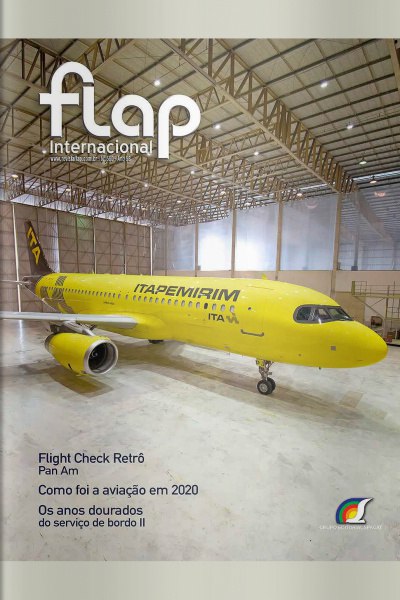 flap
Internacional
ITA
ITAPEMIRIM
ITA
Flight Check Retrô
Pan Am
Como foi a aviação em 2020
Os anos dourados
do serviço de bordo II